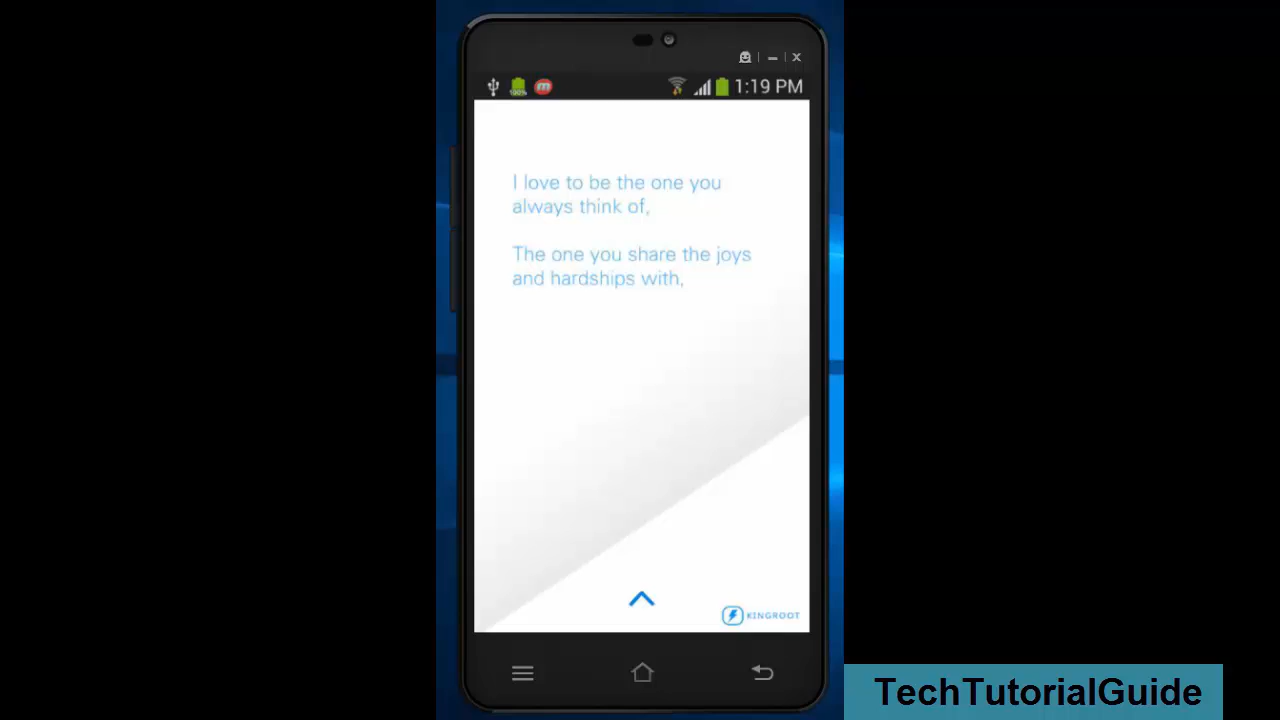 1:19 PM
100%
I love to be the one you
always think of,
The one you share the joys
and hardships with,
KINGROOT
TechTutorialGuide